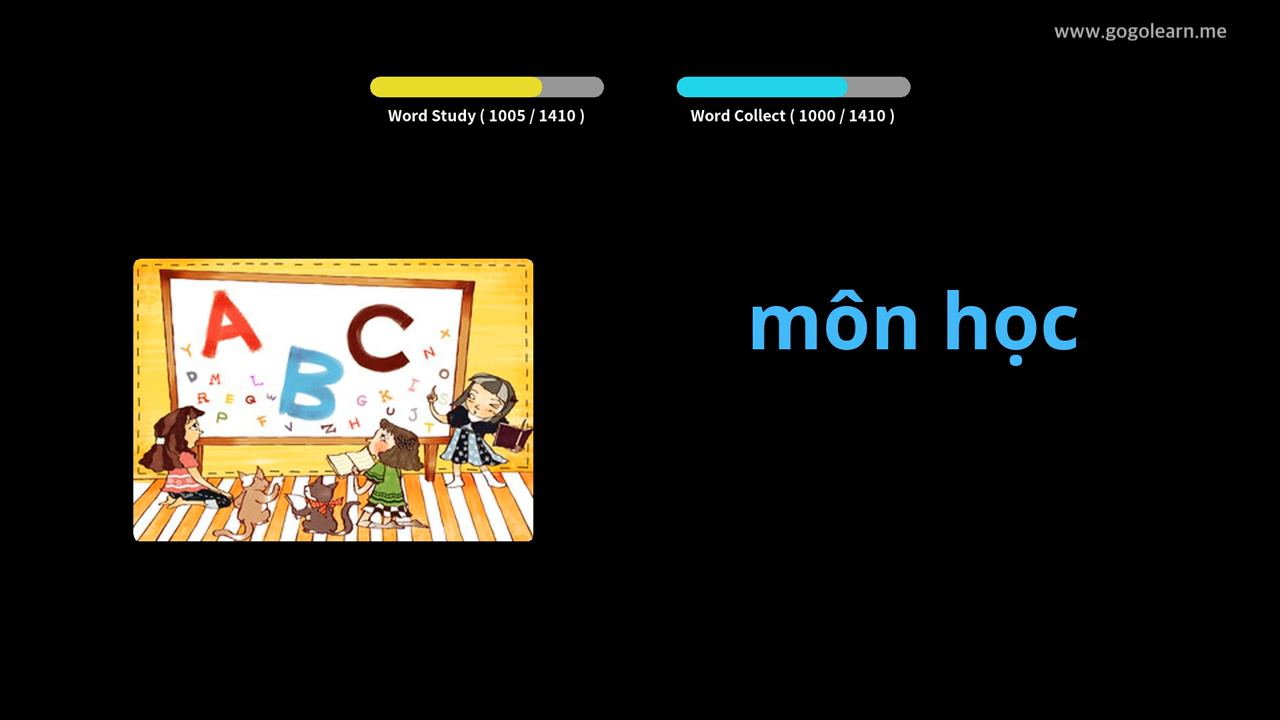 www.gogolearn.me
Word Study ( 1005 / 1410 )
Word Collect ( 1000 / 1410 )
A
B
C
Y
X
N
D
M
L
O
I
R
E
Q
W
G
K
S
P
F
V
Z
H
U
J
T
môn học